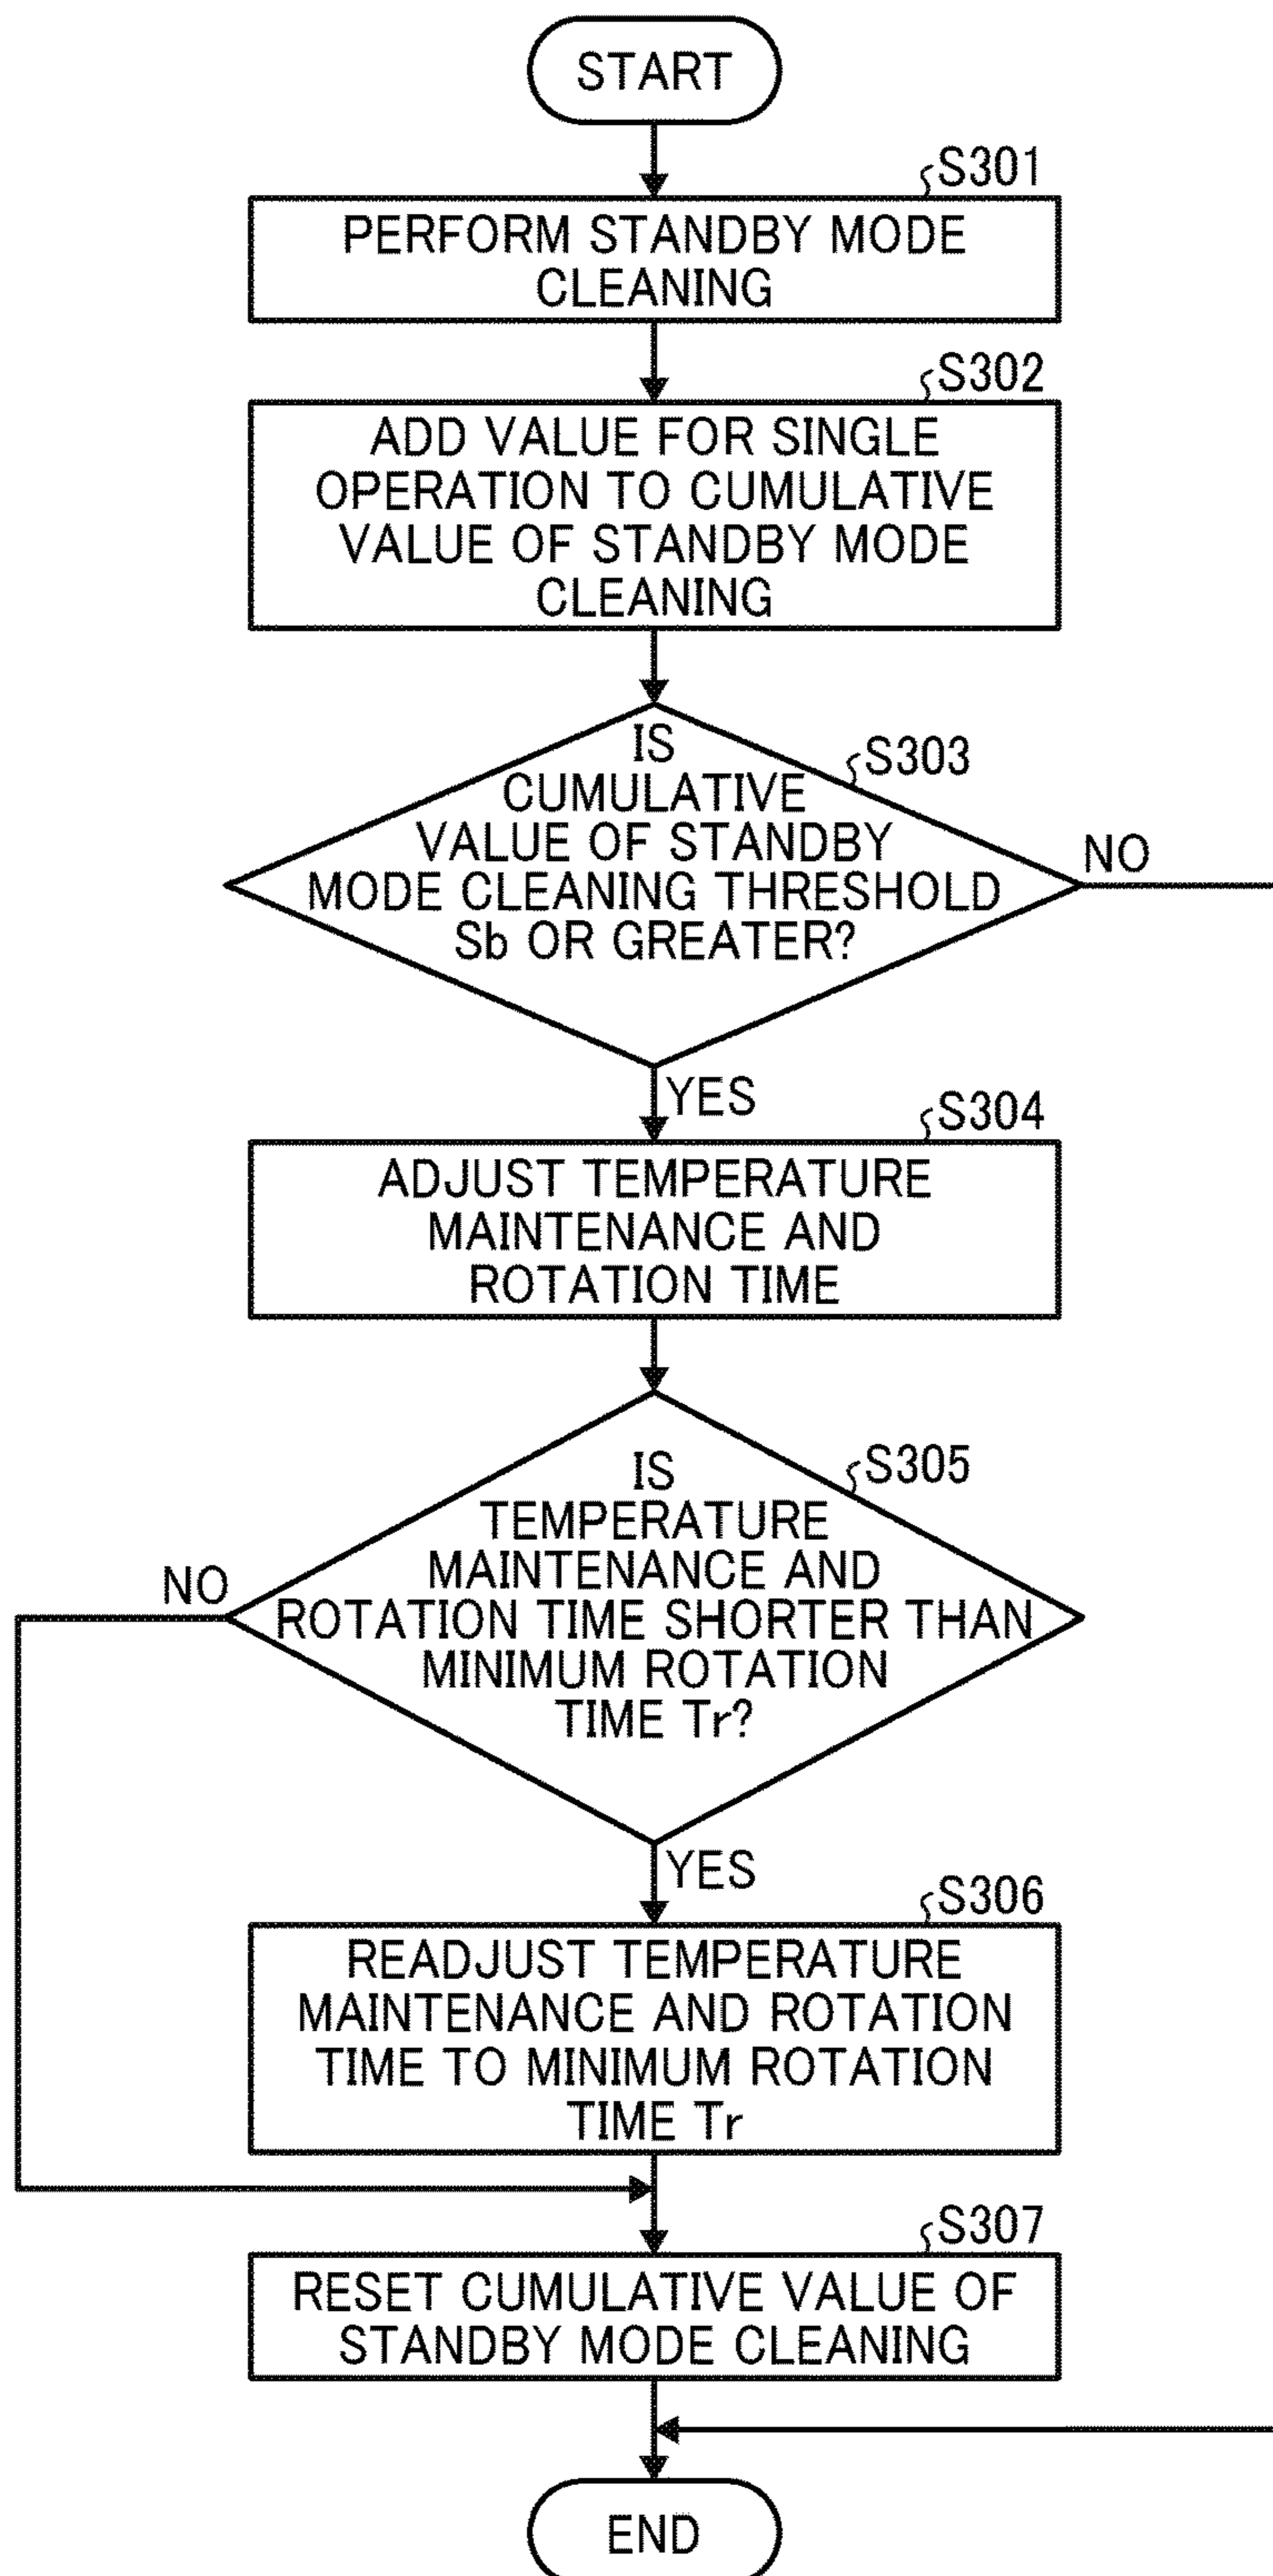 START
S301
PERFORM STANDBY MODE
CLEANING
S302
ADD VALUE FOR SINGLE
OPERATION TO CUMULATIVE
VALUE OF STANDBY MODE
CLEANING
S303
IS
CUMULATIVE
VALUE OF STANDBY
MODE CLEANING THRESHOLD
Sb OR GREATER?
NO
YES
S304
ADJUST TEMPERATURE
MAINTENANCE AND
ROTATION TIME
S305
IS
TEMPERATURE
MAINTENANCE AND
ROTATION TIME SHORTER THAN
MINIMUM ROTATION
TIME Tr?
NO
YES
S306
READJUST TEMPERATURE
MAINTENANCE AND ROTATION
TIME TO MINIMUM ROTATION
TIME Tr
S307
RESET CUMULATIVE VALUE OF
STANDBY MODE CLEANING
END